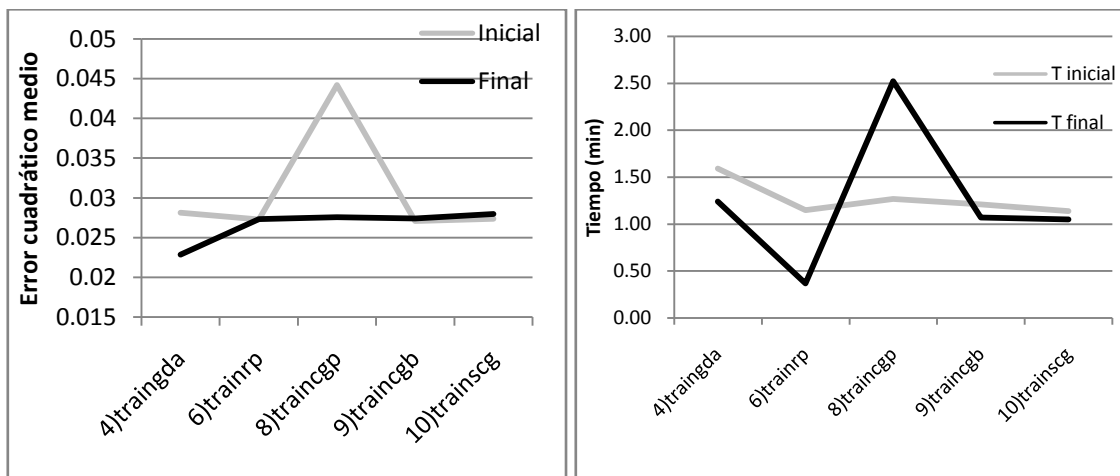 Error cuadrático medio
0.05
0.045
0.04
0.035
0.03
0.025
0.02
0.015
Inicial
Final
4)traingda
6)trainrp
8)traincgp
9)traincgb
10)trainscg
Tiempo (min)
3.00
2.50
2.00
1.50
1.00
0.50
0.00
T inicial
T final
4)traingda
6)trainrp
8)traincgp
9)traincgb
10)trainscg